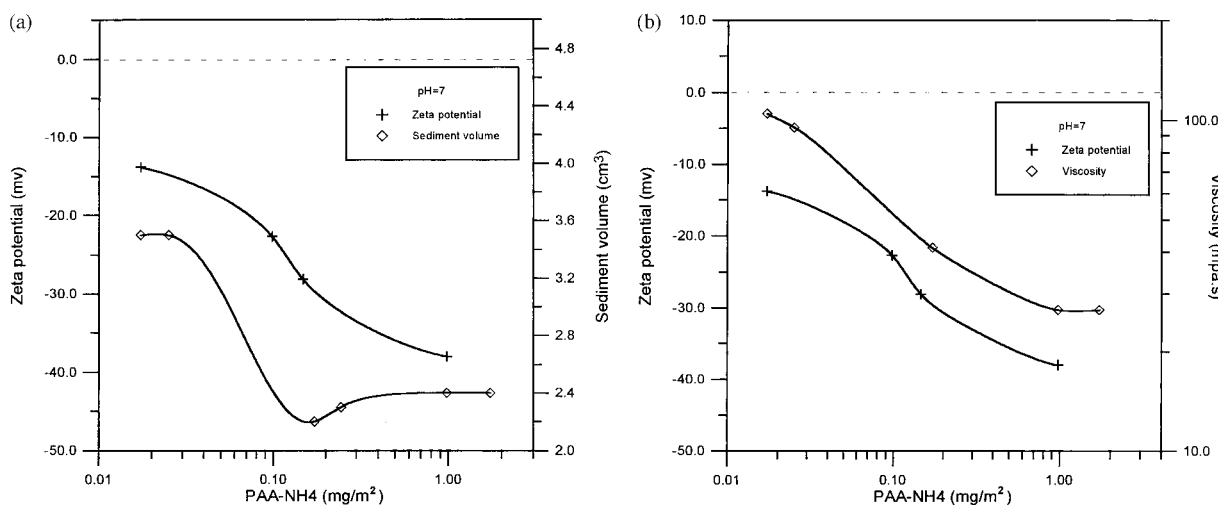 (a)
0.0
-10.0
-20.0
-30.0
-40.0
-50.0
Zeta potential (mv)
pH=7
Zeta potential
Sediment volume
4.8
4.4
4.0
3.6
3.2
2.8
2.4
2.0
Sediment volume (cm³)
0.01
0.10
1.00
PAA-NH4 (mg/m²)
(b)
10.0
0.0
-10.0
-20.0
-30.0
-40.0
-50.0
Zeta potential (mv)
pH=7
Zeta potential
Viscosity
100.0
10.0
Viscosity (mpa.s)
0.01
0.10
1.00
PAA-NH4 (mg/m²)